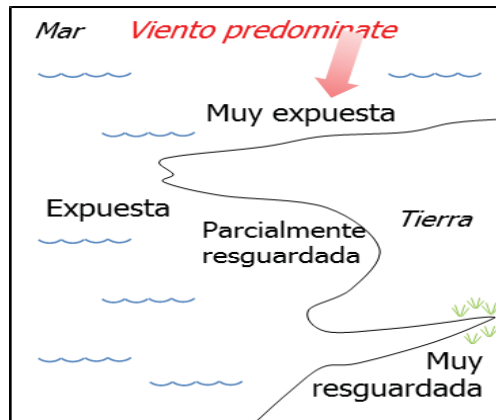 Mar
Viento predominate
Muy expuesta
Expuesta
Parcialmente
resguardada
Tierra
Muy
resguardada